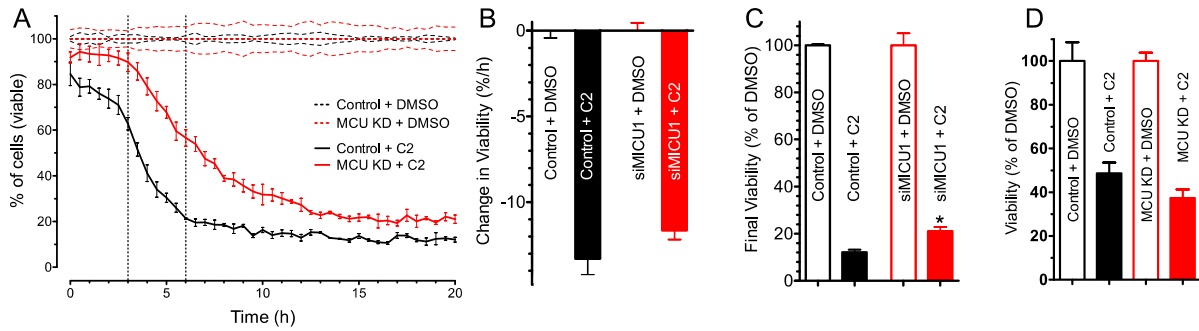 A
% of cells (viable)
100
80
60
40
20
0
0
5
10
15
20
Time (h)
Control + DMSO
MCU KD + DMSO
Control + C2
MCU KD + C2
B
Change in Viability (%/h)
0
-5
-10
Control + DMSO
Control + C2
siMICU1 + DMSO
siMICU1 + C2
C
Final Viability (% of DMSO)
100
80
60
40
20
0
Control + DMSO
Control + C2
siMICU1 + DMSO
siMICU1 + C2
*
D
Viability (% of DMSO)
100
80
60
40
20
0
Control + DMSO
Control + C2
MCU KD + DMSO
MCU KD + C2